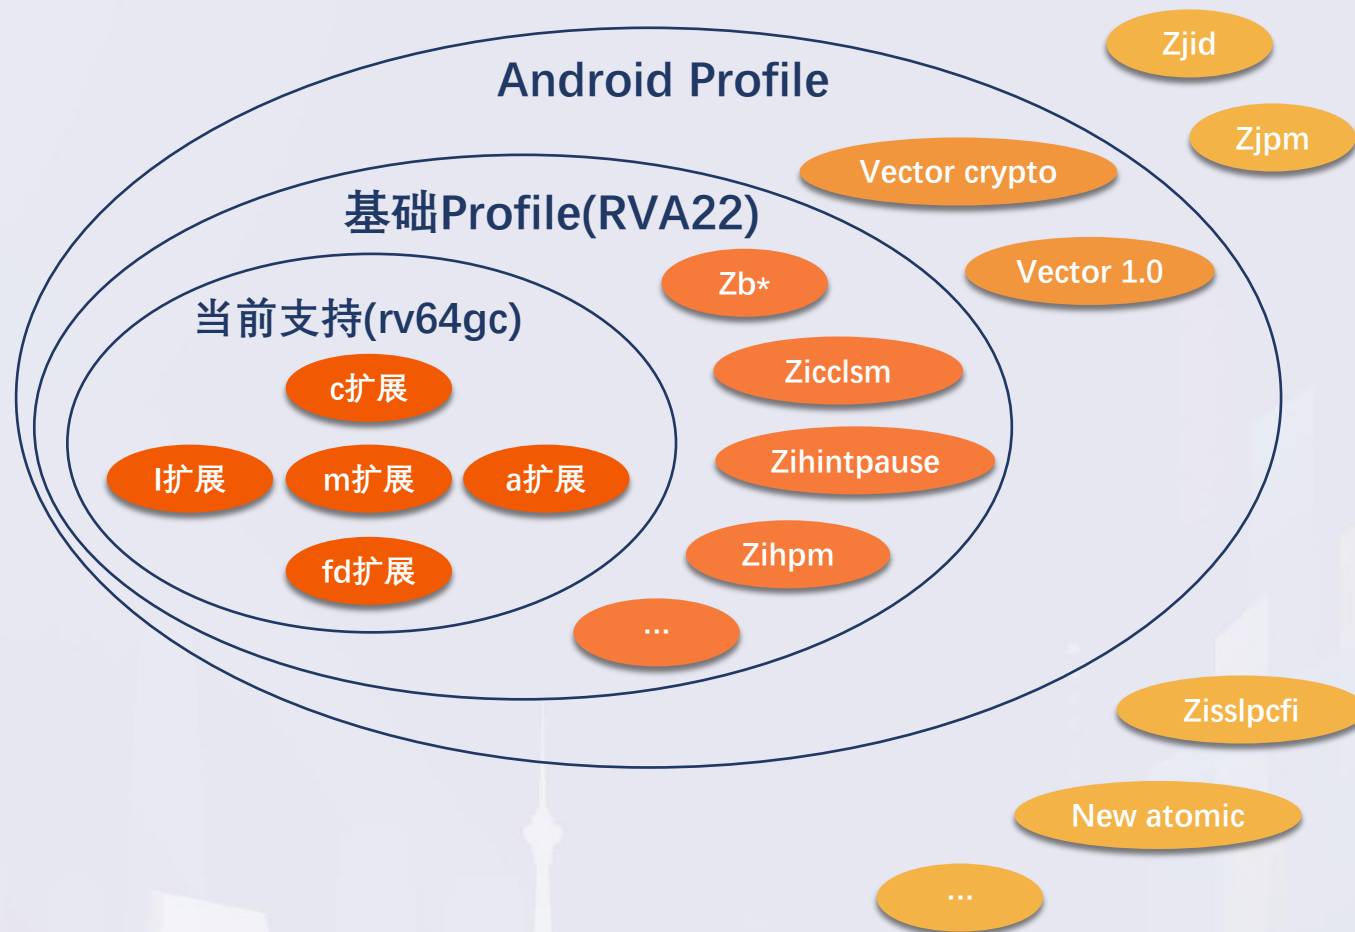 Zjid
Android Profile
Zjpm
Vector crypto
基础Profile(RVA22)
Vector 1.0
Zb*
当前支持(rv64gc)
Zicclsm
c扩展
Zihintpause
I扩展 m扩展 a扩展
Zihpm
fd扩展
...
Zisslpcfi
New atomic
...